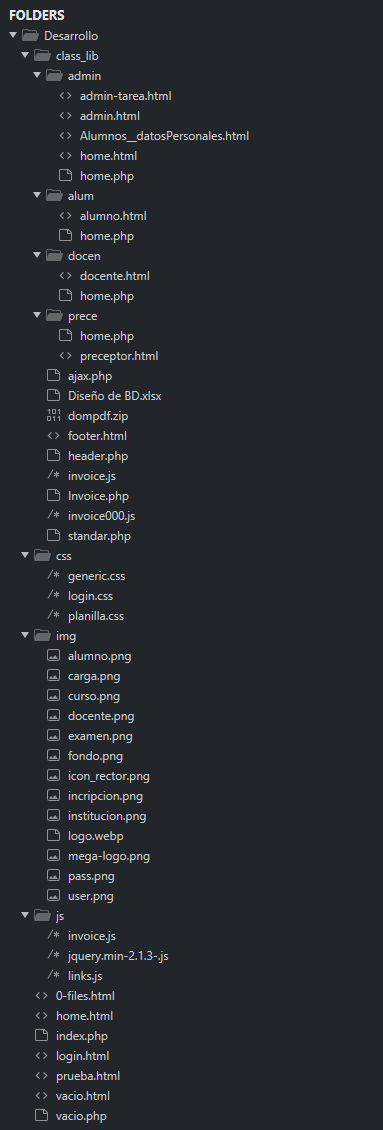 FOLDERS
Desarrollo
class_lib
admin
admin-tarea.html
admin.html
Alumnos__datosPersonales.html
home.html
home.php
alum
alumno.html
home.php
docen
docente.html
home.php
prece
home.php
preceptor.html
ajax.php
Diseño de BD.xlsx
dompdf.zip
footer.html
header.php
invoice.js
Invoice.php
invoice000.js
standar.php
css
generic.css
login.css
planilla.css
img
alumno.png
carga.png
curso.png
docente.png
examen.png
fondo.png
icon_rector.png
incripcion.png
institucion.png
logo.webp
mega-logo.png
pass.png
user.png
js
invoice.js
jquery.min-2.1.3-.js
links.js
0-files.html
home.html
index.php
login.html
prueba.html
vacio.html
vacio.php